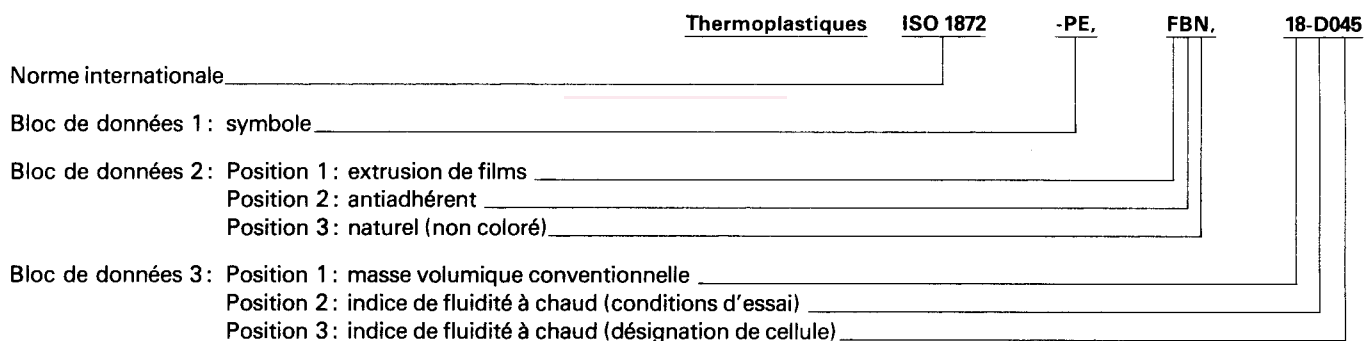 Thermoplastiques ISO 1872 -PE, FBN, 18-D045
Norme internationale
Bloc de données 1 : symbole
Bloc de données 2 : Position 1 : extrusion de films
Position 2 : antiadhérent
Position 3 : naturel (non coloré)
Bloc de données 3 : Position 1 : masse volumique conventionnelle
Position 2 : indice de fluidité à chaud (conditions d'essai)
Position 3 : indice de fluidité à chaud (désignation de cellule)